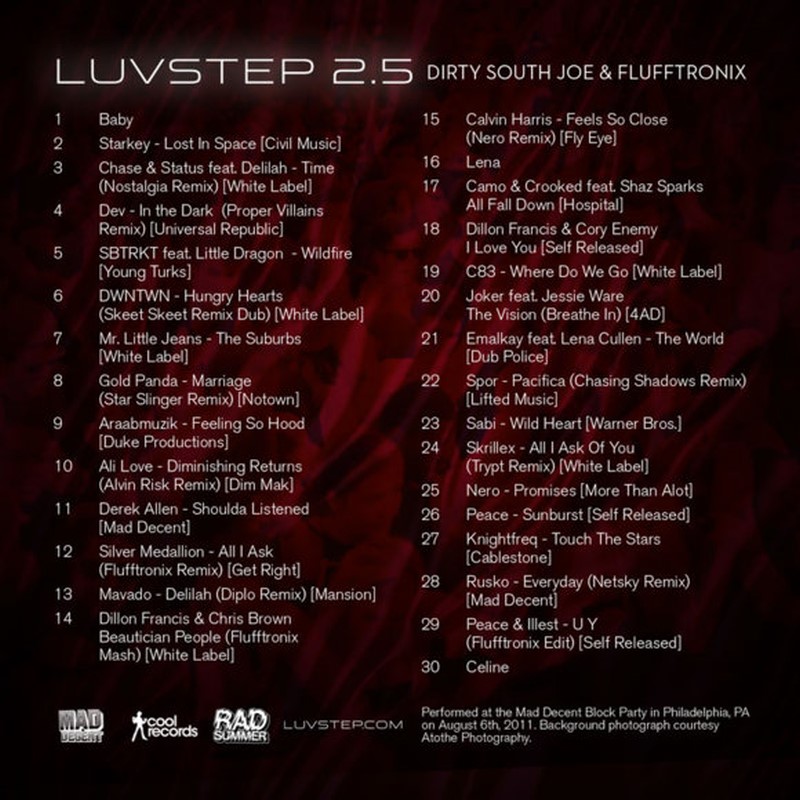 LUVSTEP 2.5 DIRTY SOUTH JOE & FLUFFTRONIX
1 Baby
2 Starkey - Lost In Space [Civil Music]
3 Chase & Status feat. Delilah - Time
(Nostalgia Remix) [White Label]
4 Dev - In the Dark (Proper Villains
Remix) [Universal Republic]
5 SBTRKT feat. Little Dragon - Wildfire
[Young Turks]
6 DWNTWN - Hungry Hearts
(Skeet Skeet Remix Dub) [White Label]
7 Mr. Little Jeans - The Suburbs
[White Label]
8 Gold Panda - Marriage
(Star Slinger Remix) [Notown]
9 Araabmuzik - Feeling So Hood
[Duke Productions]
10 Ali Love - Diminishing Returns
(Alvin Risk Remix) [Dim Mak]
11 Derek Allen - Shoulda Listened
[Mad Decent]
12 Silver Medallion - All I Ask
(Flufftronix Remix) [Get Right]
13 Mavado - Delilah (Diplo Remix) [Mansion]
14 Dillon Francis & Chris Brown
Beautician People (Flufftronix
Mash) [White Label]
15 Calvin Harris - Feels So Close
(Nero Remix) [Fly Eye]
16 Lena
17 Camo & Crooked feat. Shaz Sparks
All Fall Down [Hospital]
18 Dillon Francis & Cory Enemy
I Love You [Self Released]
19 C83 - Where Do We Go [White Label]
20 Joker feat. Jessie Ware
The Vision (Breathe In) [4AD]
21 Emalkay feat. Lena Cullen - The World
[Dub Police]
22 Spor - Pacifica (Chasing Shadows Remix)
[Lifted Music]
23 Sabi - Wild Heart [Warner Bros.]
24 Skrillex - All I Ask Of You
(Trypt Remix) [White Label]
25 Nero - Promises [More Than Alot]
26 Peace - Sunburst [Self Released]
27 Knightfreq - Touch The Stars
[Cablestone]
28 Rusko - Everyday (Netsky Remix)
[Mad Decent]
29 Peace & Illest - U Y
(Flufftronix Edit) [Self Released]
30 Celine
MAD
DECENT
cool
records
RAD
SUMMER
LUVSTEP.COM
Performed at the Mad Decent Block Party in Philadelphia, PA
on August 6th, 2011. Background photograph courtesy
Atothe Photography.